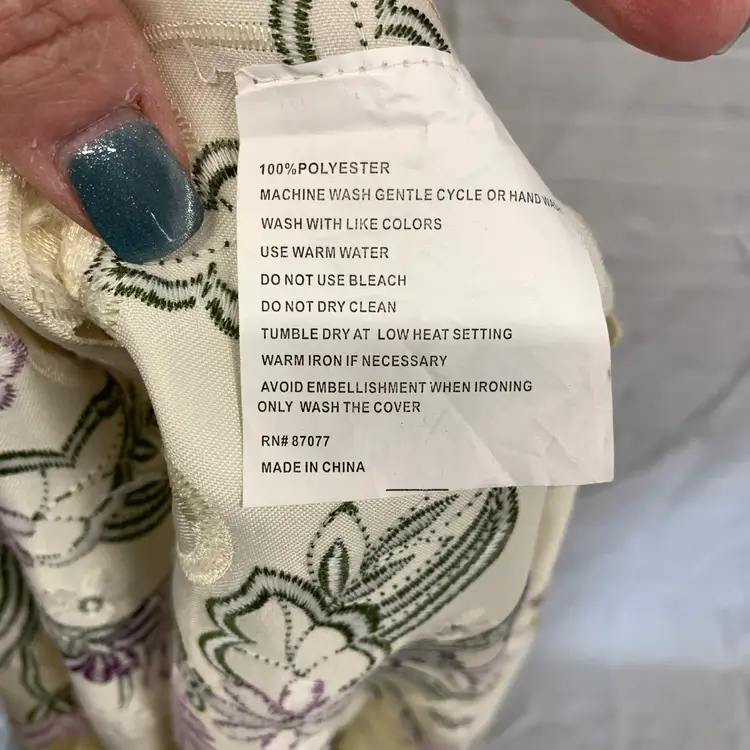 100%POLYESTER
MACHINE WASH GENTLE CYCLE OR HAND WASH
WASH WITH LIKE COLORS
USE WARM WATER
DO NOT USE BLEACH
DO NOT DRY CLEAN
TUMBLE DRY AT LOW HEAT SETTING
WARM IRON IF NECESSARY
AVOID EMBELLISHMENT WHEN IRONING
ONLY WASH THE COVER
RN# 87077
MADE IN CHINA